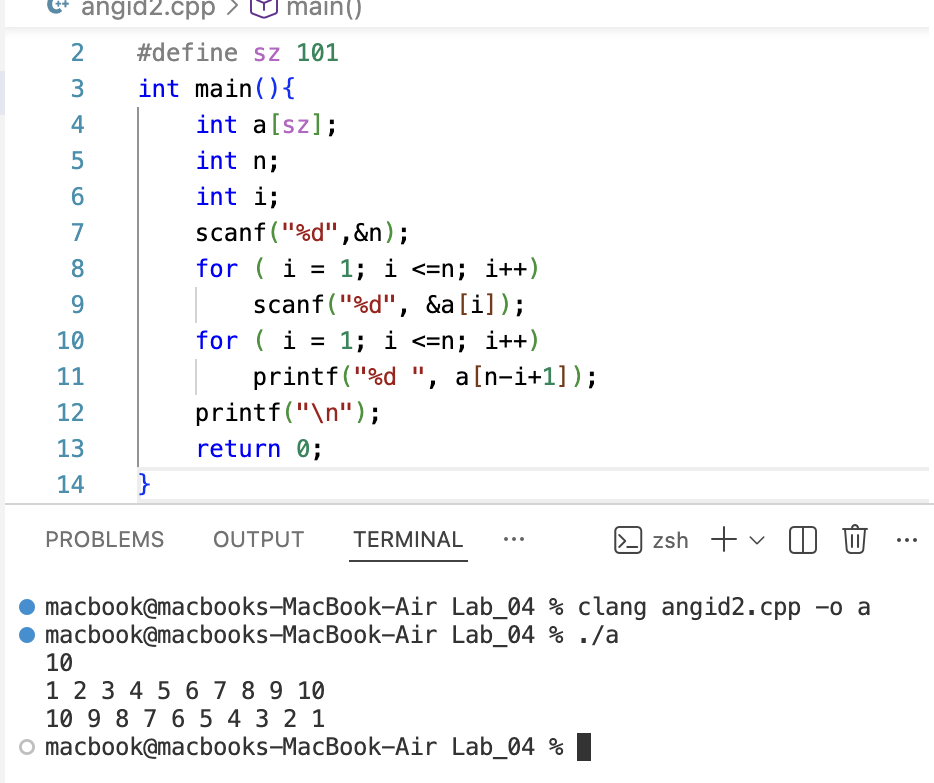 angid2.cpp > main()
2 #define sz 101
3 int main(){
4 int a[sz];
5 int n;
6 int i;
7 scanf("%d",&n);
8 for ( i = 1; i <=n; i++)
9 scanf("%d", &a[i]);
10 for ( i = 1; i <=n; i++)
11 printf("%d ", a[n-i+1]);
12 printf("\n");
13 return 0;
14 }
PROBLEMS OUTPUT TERMINAL ... zsh ...
macbook@macbooks-MacBook-Air Lab_04 % clang angid2.cpp -o a
macbook@macbooks-MacBook-Air Lab_04 % ./a
10
1 2 3 4 5 6 7 8 9 10
10 9 8 7 6 5 4 3 2 1
macbook@macbooks-MacBook-Air Lab_04 %